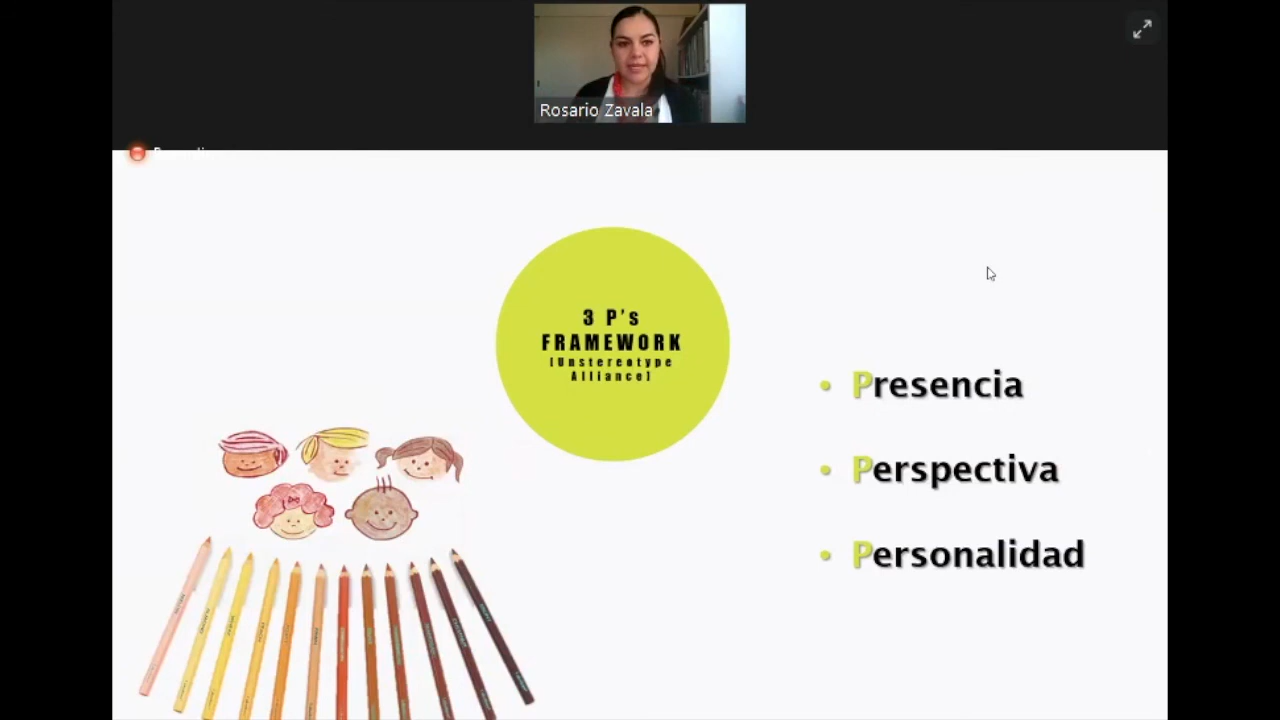 Rosario Zavala
3 P's
FRAMEWORK
[Unstereotype
Alliance]
• Presencia
• Perspectiva
• Personalidad